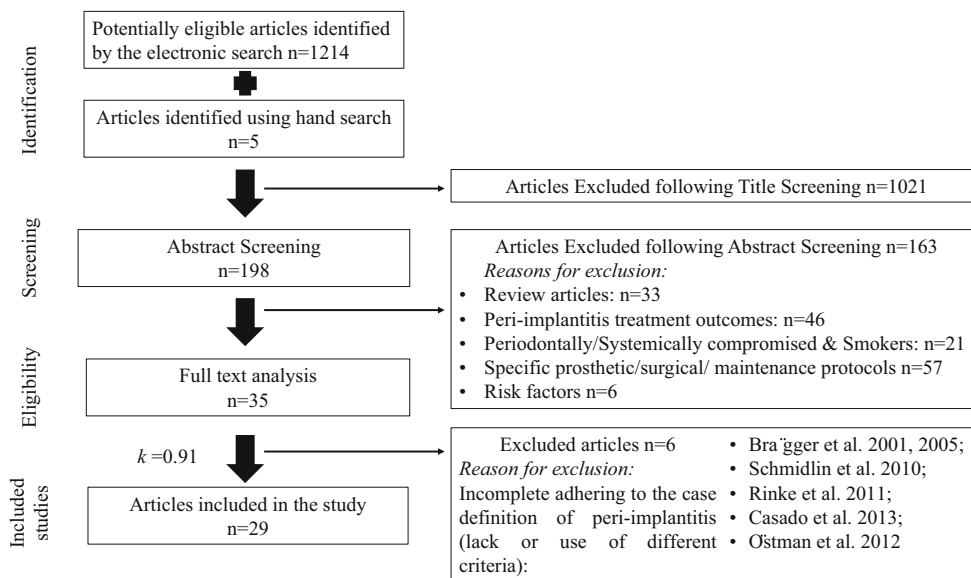 Identification
Potentially eligible articles identified
by the electronic search n=1214
Articles identified using hand search
n=5
Articles Excluded following Title Screening n=1021
Screening
Abstract Screening
n=198
Articles Excluded following Abstract Screening n=163
Reasons for exclusion:
• Review articles: n=33
• Peri-implantitis treatment outcomes: n=46
• Periodontally/Systemically compromised & Smokers: n=21
• Specific prosthetic/surgical/ maintenance protocols n=57
• Risk factors n=6
Eligibility
Full text analysis
n=35
k =0.91
Excluded articles n=6
Reason for exclusion:
Incomplete adhering to the case
definition of peri-implantitis
(lack or use of different
criteria):
• Bra ̈gger et al. 2001, 2005;
• Schmidlin et al. 2010;
• Rinke et al. 2011;
• Casado et al. 2013;
• Östman et al. 2012
Included
studies
Articles included in the study
n=29